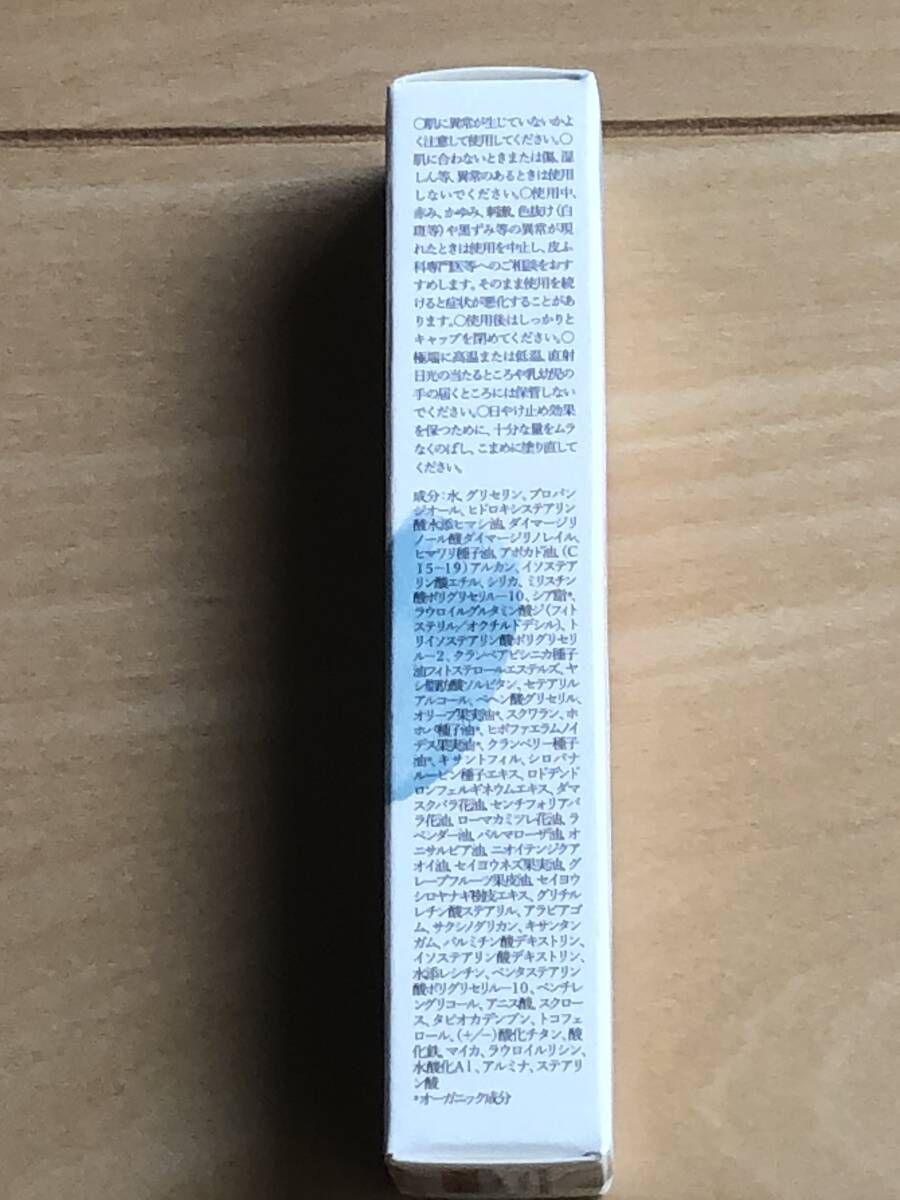 ○肌に異常が生じていないかよ
く注意して使用してください。○
肌に合わないときまたは傷、湿
しん等、異常のあるときは使用
しないでください。○使用中、
赤み、かゆみ、刺激、色抜け(白
斑等)や黒ずみ等の異常が現
れたときは使用を中止し、皮ふ
科専門医等へのご相談をおす
すめします。そのまま使用を続
けると症状が悪化することがあ
ります。○使用後はしっかりと
キャップを閉めてください。○
極端に高温または低温、直射
日光の当たるところや乳幼児の
手の届くところには保管しない
でください。○日やけ止め効果
を保つために、十分な量をムラ
なくのばし、こまめに塗り直して
ください。
成分:水、グリセリン、プロパン
ジオール、ヒドロキシステアリン
酸水添ヒマシ油、ダイマージリ
ノール酸ダイマージリノレイル、
ヒマワリ種子油、アボカド油、(C
15-19)アルカン、イソステア
リン酸エチル、シリカ、ミリスチン
酸ポリグリセリル-10、シア脂*、
ラウロイルグルタミン酸ジ(フィト
ステリル/オクチルドデシル)、ト
リイソステアリン酸ポリグリセリ
ル-2、クランベアビシニカ種子
油フィトステロールエステルズ、ヤ
シ脂肪酸ソルビタン、セテアリル
アルコール、ベヘン酸グリセリル、
オリーブ果実油*、スクワラン、ホ
ホバ種子油*、ヒポファエラムノイ
デス果実油*、クランベリー種子
油*、キサントフィル、シロバナ
ルーピン種子エキス、ロドデンド
ロンフェルギネウムエキス、ダマ
スクバラ花油、センチフォリアバ
ラ花油、ローマカミツレ花油、ラ
ベンダー油、パルマローザ油、オ
ニサルビア油、ニオイテンジクア
オイ油、セイヨウネズ果実油、グ
レープフルーツ果皮油、セイヨウ
シロヤナギ樹皮エキス、グリチル
レチン酸ステアリル、アラビアゴ
ム、サクシノグリカン、キサンタン
ガム、パルミチン酸デキストリン、
イソステアリン酸デキストリン、
水添レシチン、ペンタステアリン
酸ポリグリセリル-10、ペンチレ
ングリコール、アニス酸、スクロー
ス、タピオカデンプン、トコフェ
ロール、(+/-)酸化チタン、酸
化鉄、マイカ、ラウロイルリシン、
水酸化Al、アルミナ、ステアリ
ン酸
*オーガニック成分